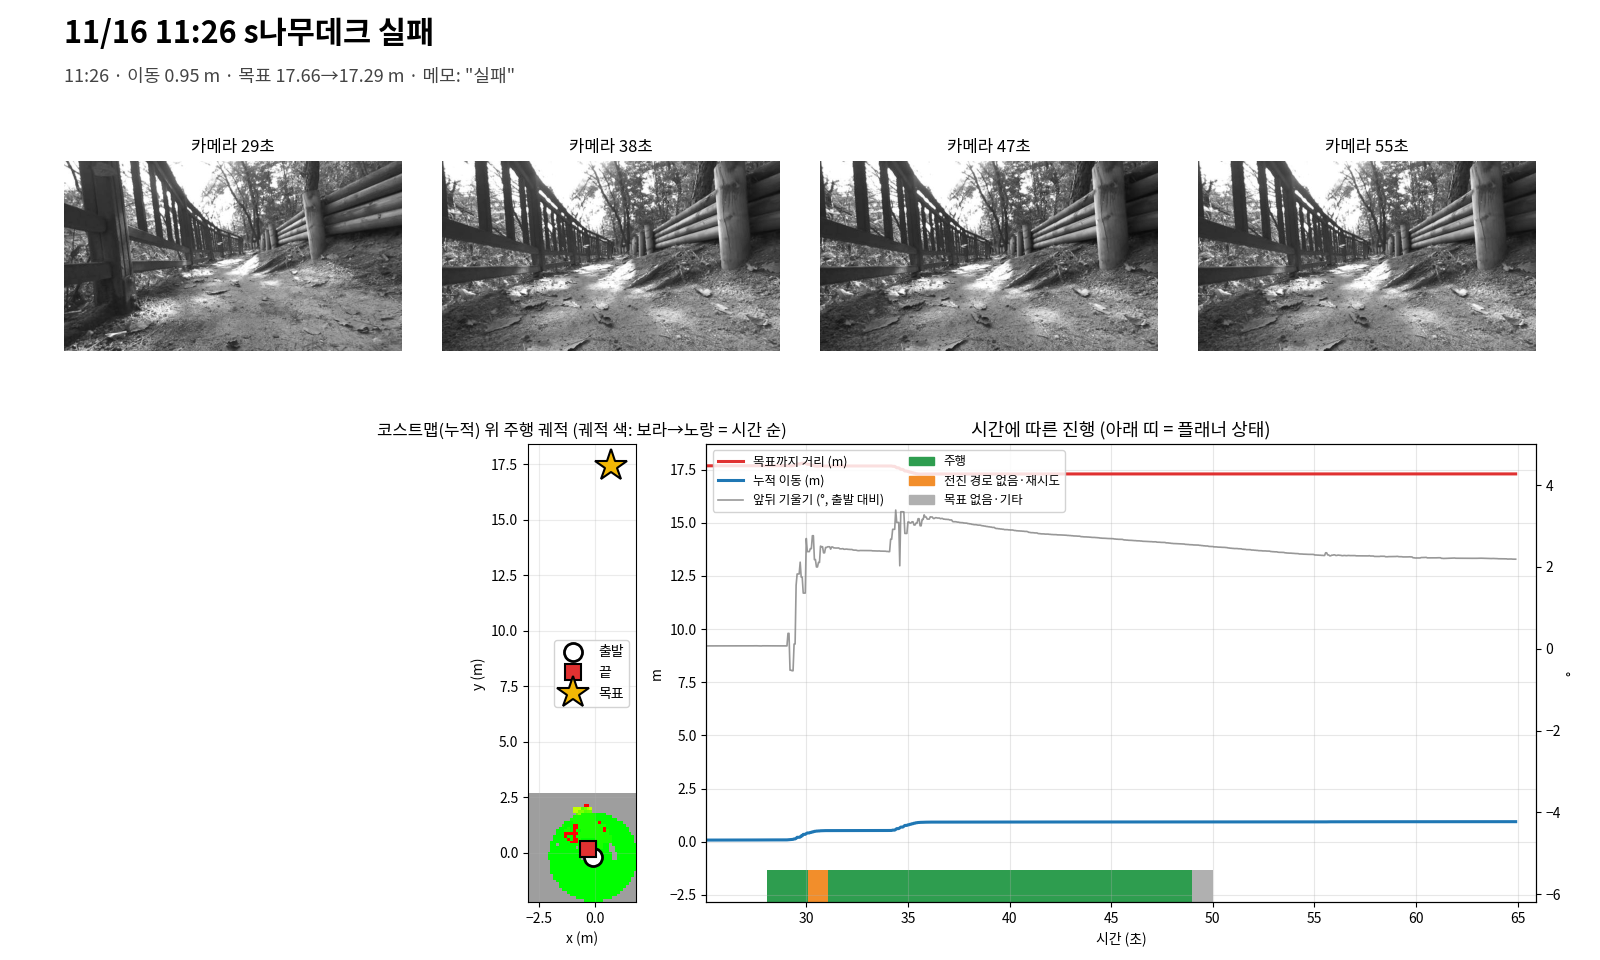 11/16 11:26 s나무데크 실패
11:26 · 이동 0.95 m · 목표 17.66→17.29 m · 메모: "실패"
카메라 29초
카메라 38초
카메라 47초
카메라 55초
코스트맵(누적) 위 주행 궤적 (궤적 색: 보라→노랑 = 시간 순)
17.5
15.0
12.5
10.0
7.5
5.0
2.5
0.0
y (m)
출발
끝
목표
−2.5
0.0
x (m)
시간에 따른 진행 (아래 띠 = 플래너 상태)
목표까지 거리 (m)
누적 이동 (m)
앞뒤 기울기 (°, 출발 대비)
주행
전진 경로 없음·재시도
목표 없음·기타
17.5
15.0
12.5
10.0
7.5
5.0
2.5
0.0
−2.5
m
4
2
0
−2
−4
−6
°
30
35
40
45
50
55
60
65
시간 (초)